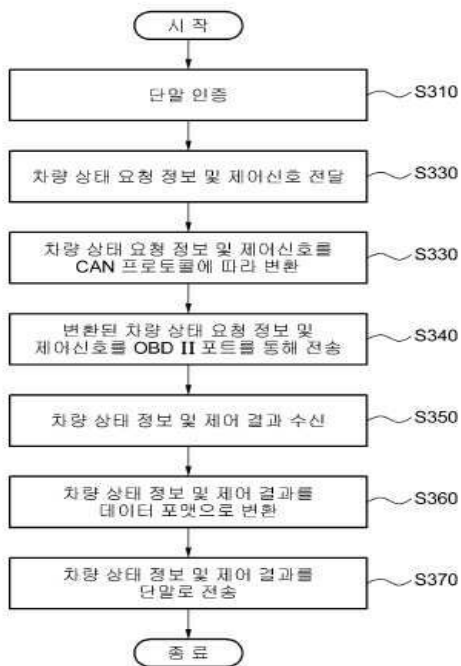 시 작
단말 인증
S310
차량 상태 요청 정보 및 제어신호 전달
S330
차량 상태 요청 정보 및 제어신호를
CAN 프로토콜에 따라 변환
S330
변환된 차량 상태 요청 정보 및
제어신호를 OBD II 포트를 통해 전송
S340
차량 상태 정보 및 제어 결과 수신
S350
차량 상태 정보 및 제어 결과를
데이터 포맷으로 변환
S360
차량 상태 정보 및 제어 결과를
단말로 전송
S370
종 료